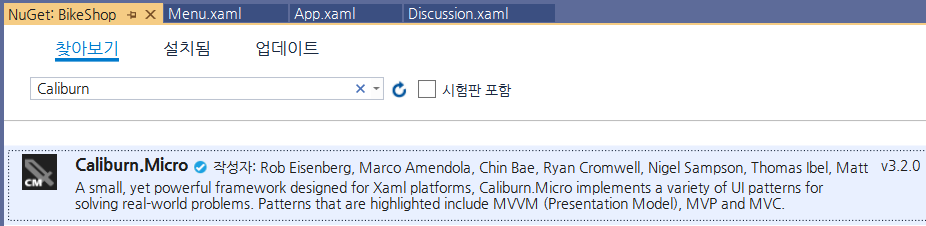 NuGet: BikeShop Menu.xaml App.xaml Discussion.xaml
찾아보기 설치됨 업데이트
Caliburn 시험판 포함
Caliburn.Micro 작성자: Rob Eisenberg, Marco Amendola, Chin Bae, Ryan Cromwell, Nigel Sampson, Thomas Ibel, Matt v3.2.0
CM
A small, yet powerful framework designed for Xaml platforms, Caliburn.Micro implements a variety of UI patterns for
solving real-world problems. Patterns that are highlighted include MVVM (Presentation Model), MVP and MVC.